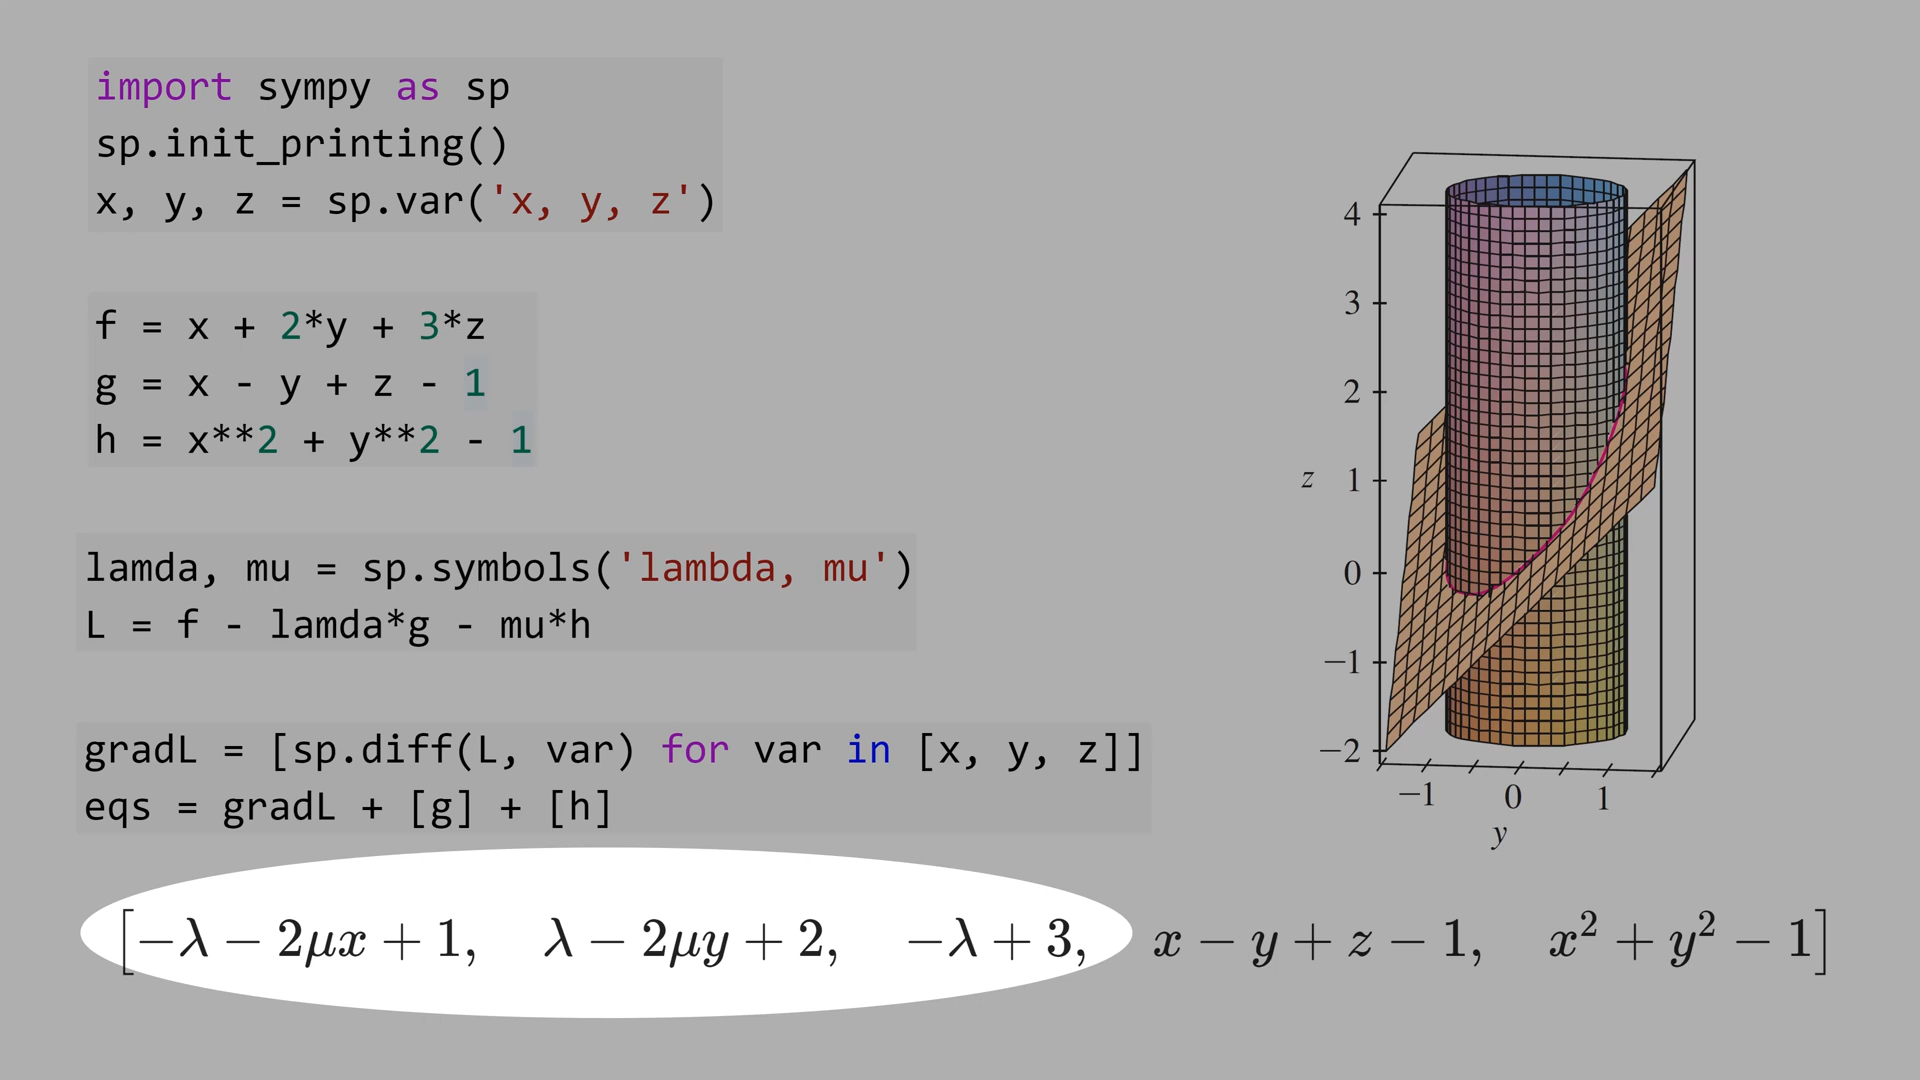 import sympy as sp
sp.init_printing()
x, y, z = sp.var('x, y, z')
f = x + 2*y + 3*z
g = x - y + z - 1
h = x**2 + y**2 - 1
lamda, mu = sp.symbols('lambda, mu')
L = f - lamda*g - mu*h
gradL = [sp.diff(L, var) for var in [x, y, z]]
eqs = gradL + [g] + [h]
[−λ − 2μx + 1, λ − 2μy + 2, −λ + 3, x − y + z − 1, x² + y² − 1]
4
3
2
z 1
0
−1
−2
−1 0 1
y